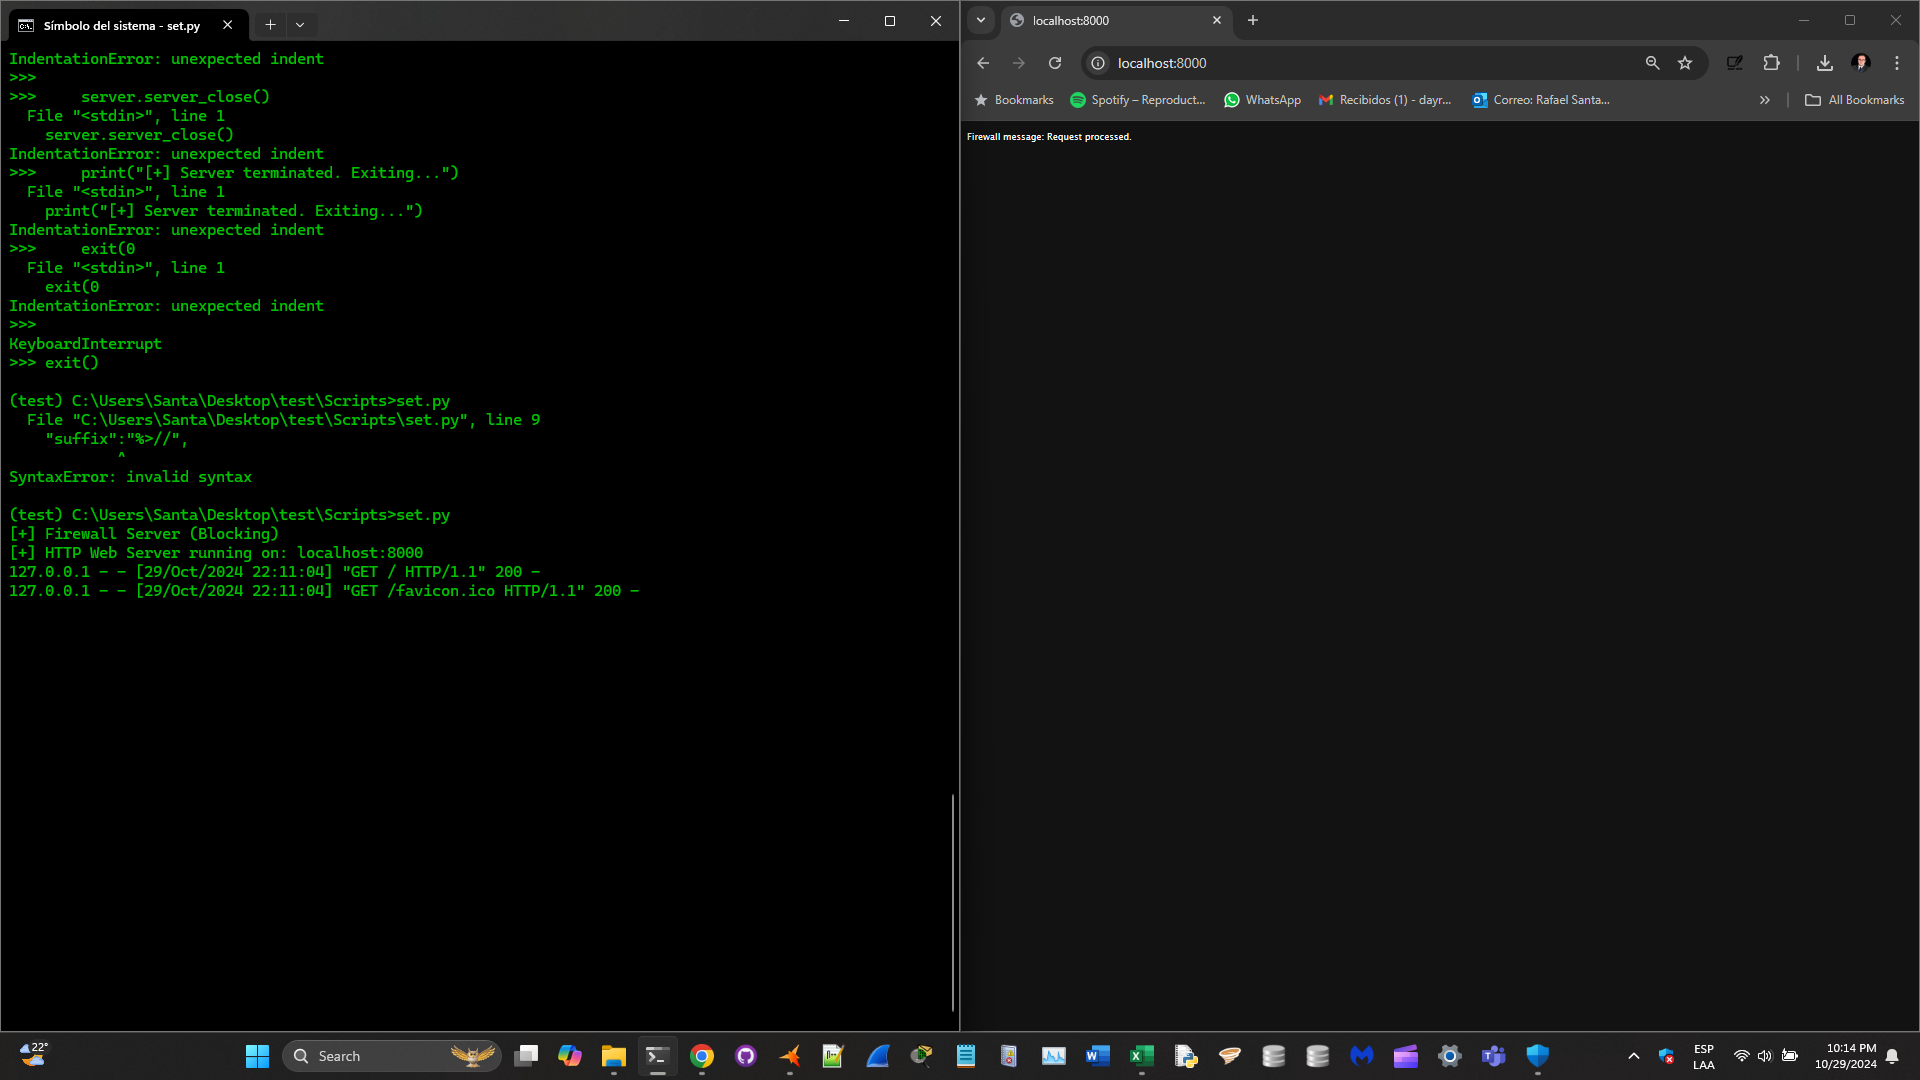 Símbolo del sistema - set.py
IndentationError: unexpected indent
>>>
>>>     server.server_close()
  File "<stdin>", line 1
    server.server_close()
IndentationError: unexpected indent
>>>     print("[+] Server terminated. Exiting...")
  File "<stdin>", line 1
    print("[+] Server terminated. Exiting...")
IndentationError: unexpected indent
>>>     exit(0
  File "<stdin>", line 1
    exit(0
IndentationError: unexpected indent
>>>
KeyboardInterrupt
>>> exit()
(test) C:\Users\Santa\Desktop\test\Scripts>set.py
  File "C:\Users\Santa\Desktop\test\Scripts\set.py", line 9
    "suffix":"%>//",
            ^
SyntaxError: invalid syntax
(test) C:\Users\Santa\Desktop\test\Scripts>set.py
[+] Firewall Server (Blocking)
[+] HTTP Web Server running on: localhost:8000
127.0.0.1 - - [29/Oct/2024 22:11:04] "GET / HTTP/1.1" 200 -
127.0.0.1 - - [29/Oct/2024 22:11:04] "GET /favicon.ico HTTP/1.1" 200 -
localhost:8000
localhost:8000
Bookmarks Spotify – Reproduct... WhatsApp Recibidos (1) - dayr... Correo: Rafael Santa... » All Bookmarks
Firewall message: Request processed.
22°
Search
ESP
LAA
10:14 PM
10/29/2024